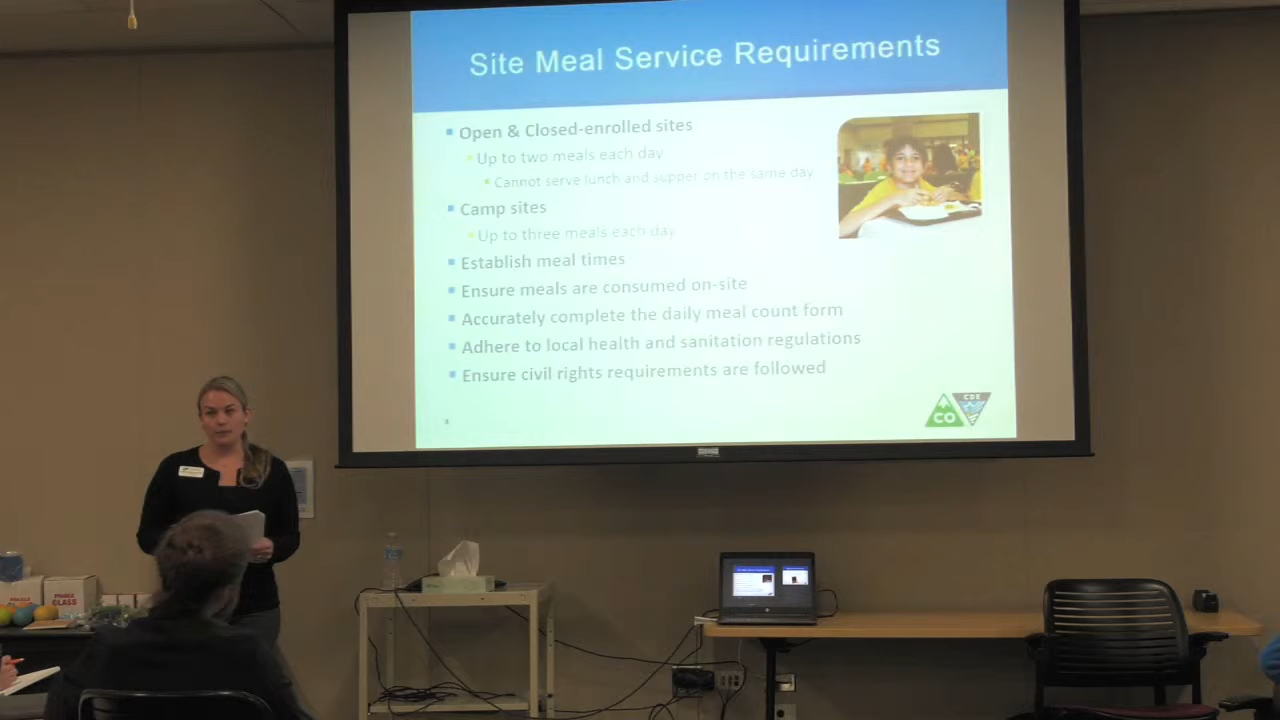 Site Meal Service Requirements
Open & Closed-enrolled sites
Up to two meals each day
Cannot serve lunch and supper on the same day
Camp sites
Up to three meals each day
Establish meal times
Ensure meals are consumed on-site
Accurately complete the daily meal count form
Adhere to local health and sanitation regulations
Ensure civil rights requirements are followed
CDE
CO
GLASS